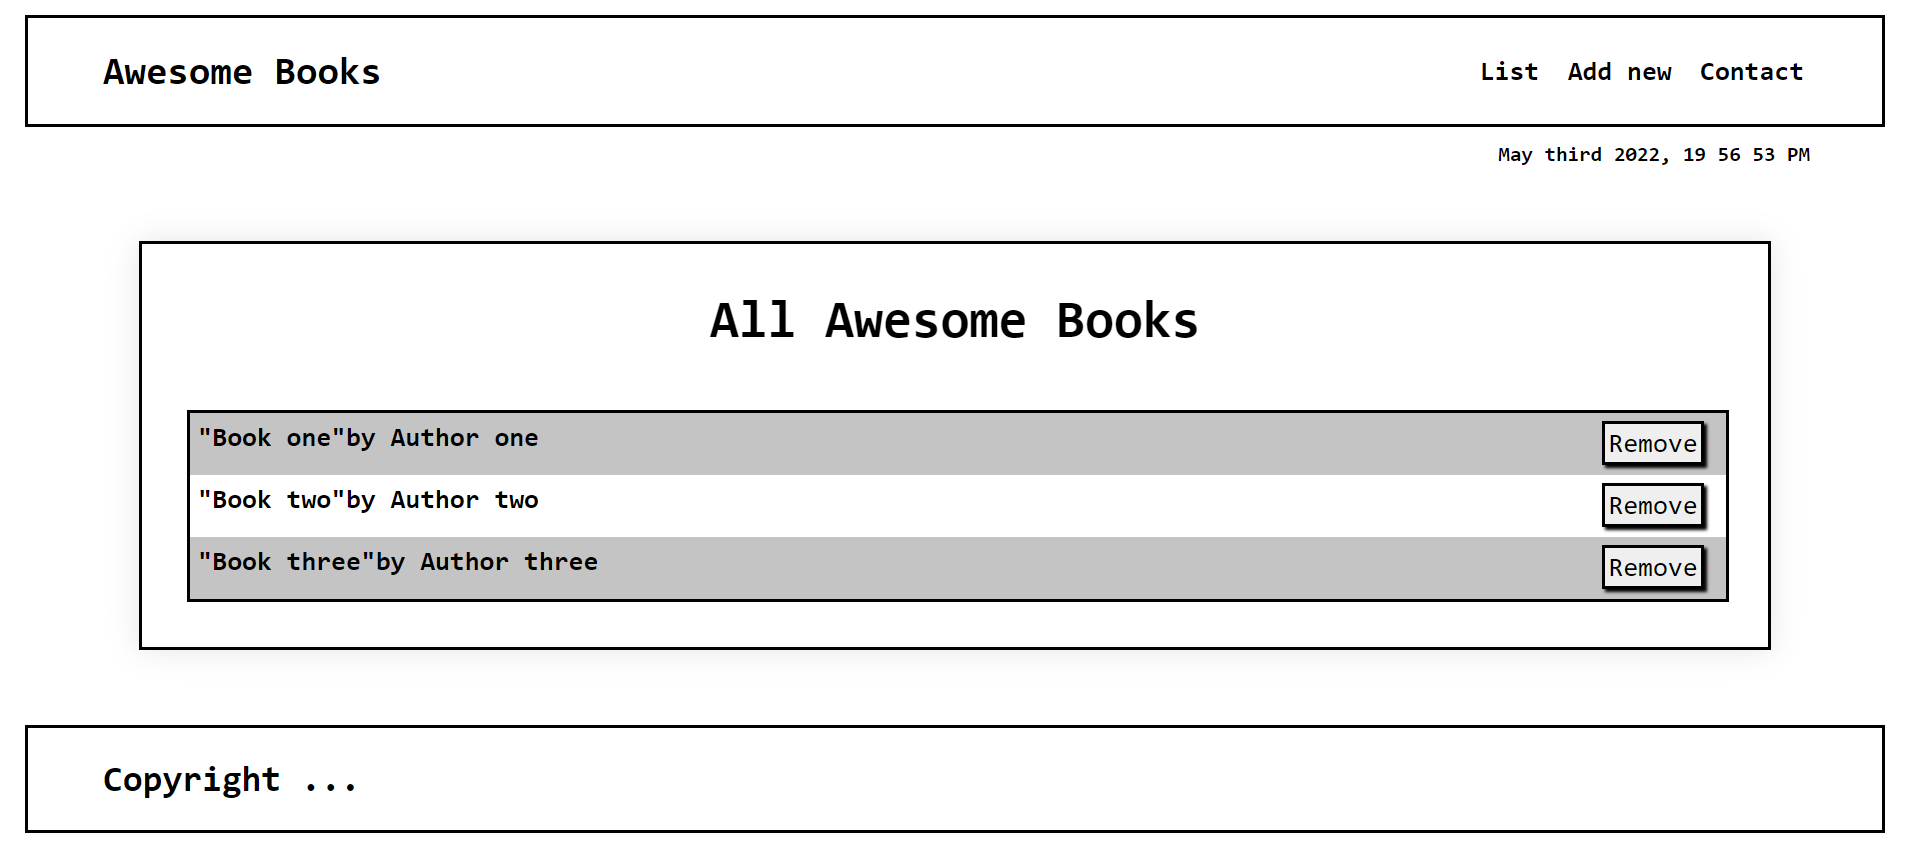 Awesome Books
List Add new Contact
May third 2022, 19 56 53 PM
All Awesome Books
"Book one"by Author one
Remove
"Book two"by Author two
Remove
"Book three"by Author three
Remove
Copyright ...